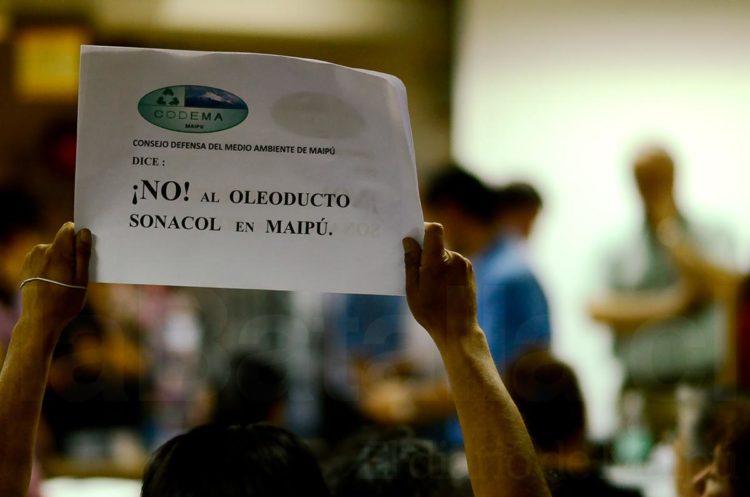 CODEMA
MAIPÚ
CONSEJO DEFENSA DEL MEDIO AMBIENTE DE MAIPÚ
DICE :
¡NO! AL OLEODUCTO
SONACOL EN MAIPÚ.